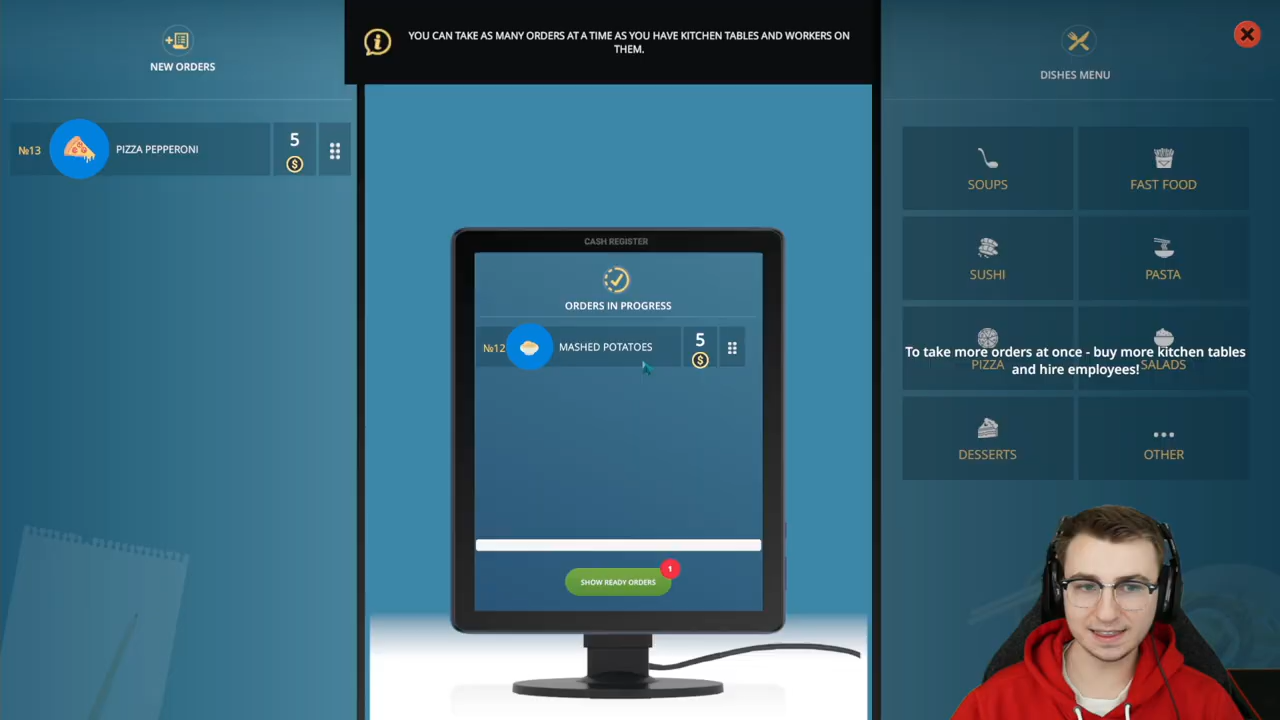 NEW ORDERS
№13
PIZZA PEPPERONI
5
YOU CAN TAKE AS MANY ORDERS AT A TIME AS YOU HAVE KITCHEN TABLES AND WORKERS ON
THEM.
CASH REGISTER
ORDERS IN PROGRESS
№12
MASHED POTATOES
5
SHOW READY ORDERS
1
DISHES MENU
SOUPS
FAST FOOD
SUSHI
PASTA
To take more orders at once - buy more kitchen tables
and hire employees!
PIZZA
SALADS
DESSERTS
OTHER